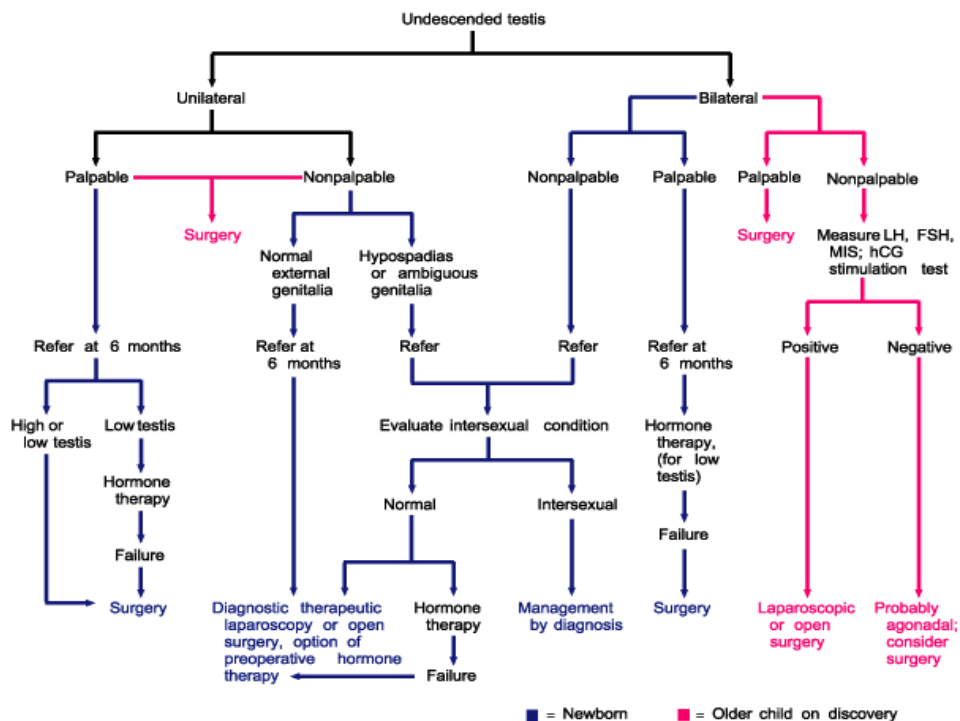 Undescended testis
Unilateral
Bilateral
Palpable
Nonpalpable
Nonpalpable
Palpable
Palpable
Nonpalpable
Surgery
Normal
external
genitalia
Hypospadias
or ambiguous
genitalia
Surgery
Measure LH, FSH,
MIS; hCG
stimulation test
Refer at 6 months
Refer at
6 months
Refer
Refer
Refer at
6 months
Positive
Negative
High or
low testis
Low testis
Evaluate intersexual condition
Hormone
therapy,
(for low
testis)
Hormone
therapy
Normal
Intersexual
Failure
Failure
Surgery
Diagnostic therapeutic
laparoscopy or open
surgery, option of
preoperative hormone
therapy
Hormone
therapy
Failure
Management
by diagnosis
Surgery
Laparoscopic
or open
surgery
Probably
agonadal;
consider
surgery
= Newborn
= Older child on discovery